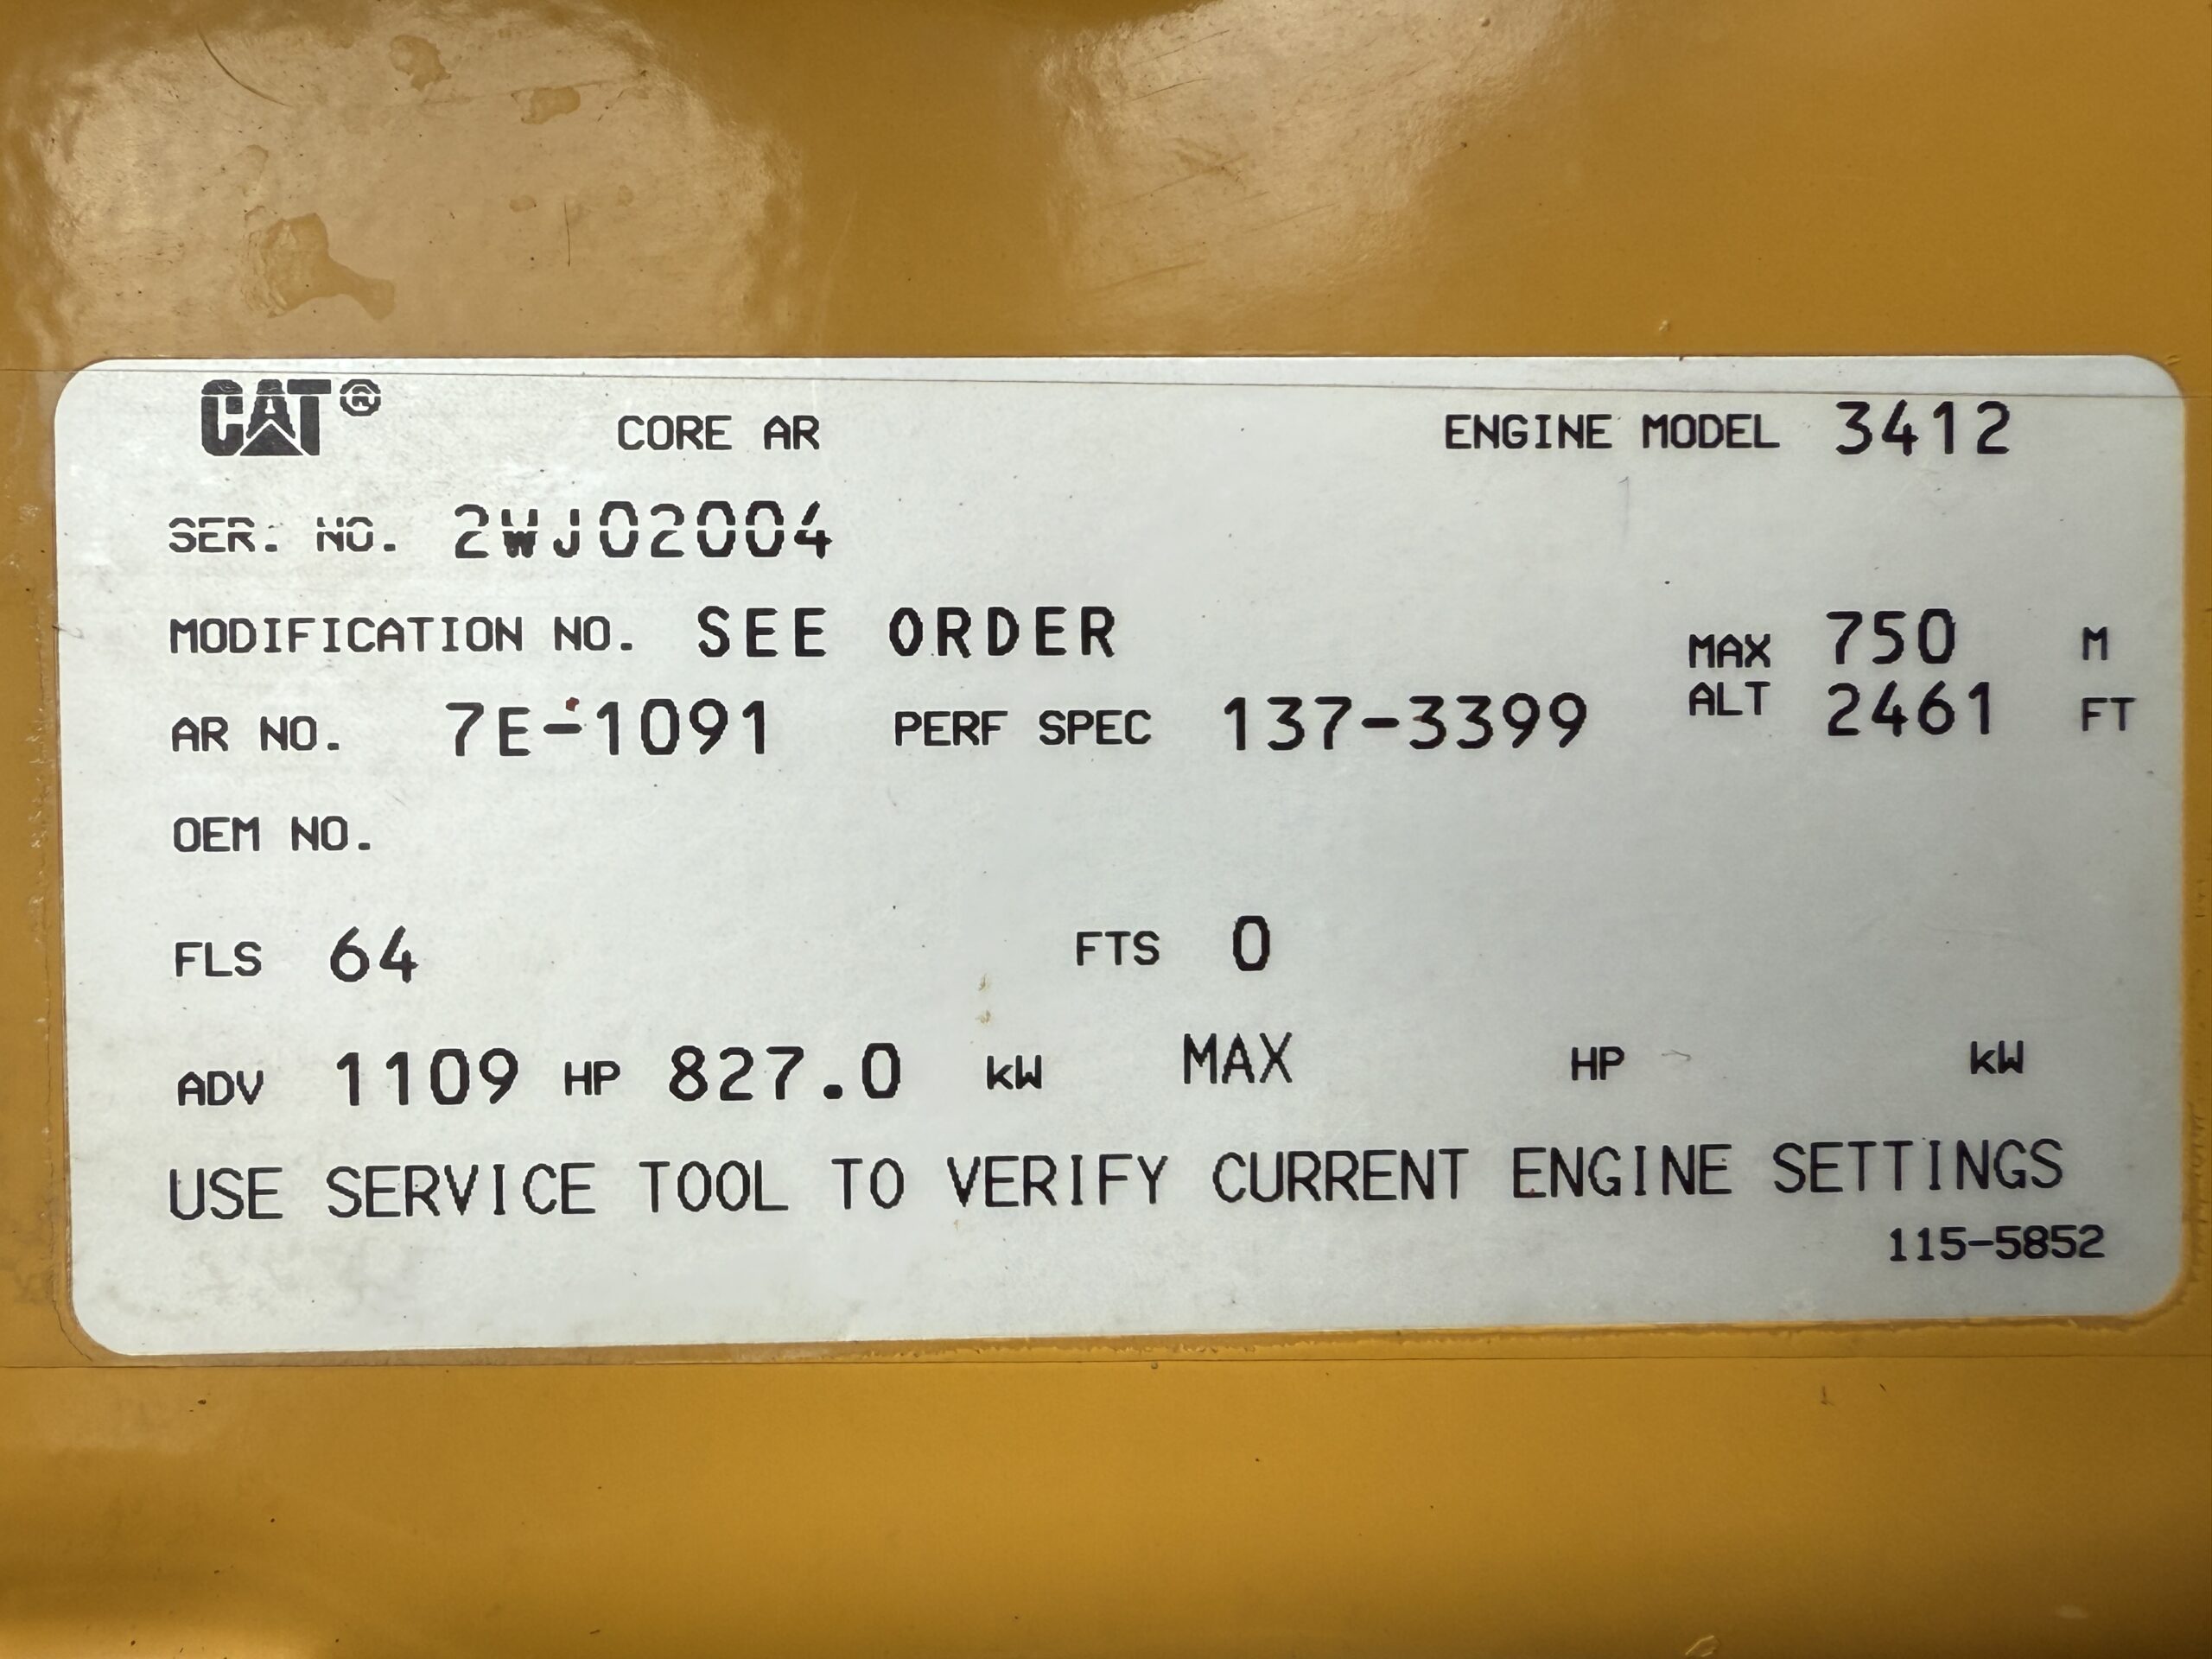 CAT® CORE AR ENGINE MODEL 3412
SER. NO. 2WJ02004
MODIFICATION NO. SEE ORDER MAX 750 M
AR NO. 7E-1091 PERF SPEC 137-3399 ALT 2461 FT
OEM NO.
FLS 64 FTS 0
ADV 1109 HP 827.0 kW MAX HP kW
USE SERVICE TOOL TO VERIFY CURRENT ENGINE SETTINGS
115-5852